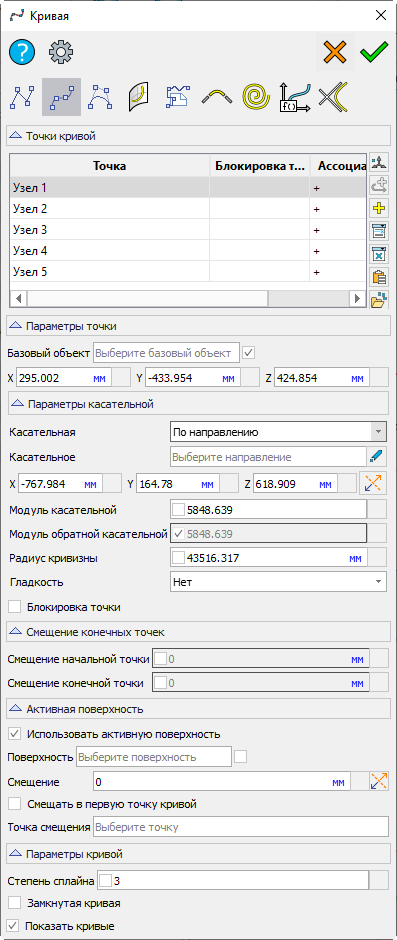 Кривая
Точки кривой
Точка Блокировка т... Ассоциа
Узел 1 +
Узел 2 +
Узел 3 +
Узел 4 +
Узел 5 +
Параметры точки
Базовый объект Выберите базовый объект
X 295.002 мм Y -433.954 мм Z 424.854 мм
Параметры касательной
Касательная По направлению
Касательное Выберите направление
X -767.984 мм Y 164.78 мм Z 618.909 мм
Модуль касательной 5848.639
Модуль обратной касательной 5848.639
Радиус кривизны 43516.317 мм
Гладкость Нет
Блокировка точки
Смещение конечных точек
Смещение начальной точки 0 мм
Смещение конечной точки 0 мм
Активная поверхность
Использовать активную поверхность
Поверхность Выберите поверхность
Смещение 0 мм
Смещать в первую точку кривой
Точка смещения Выберите точку
Параметры кривой
Степень сплайна 3
Замкнутая кривая
Показать кривые